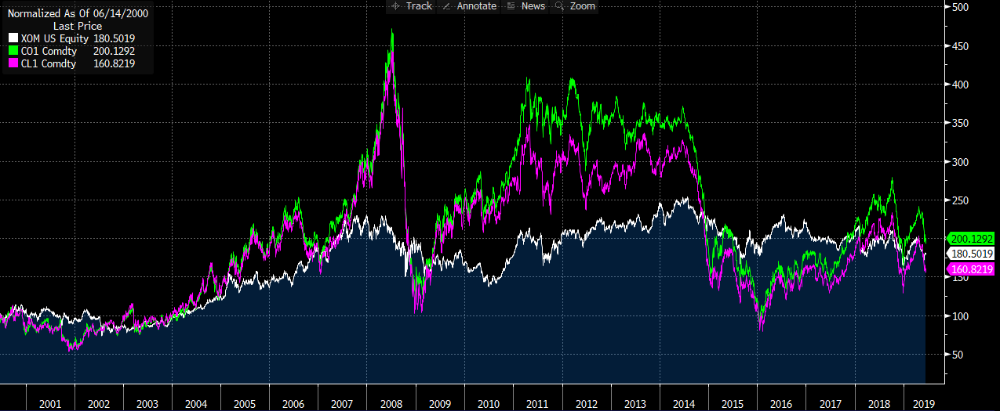 Track Annotate News Zoom
Normalized As Of 06/14/2000
Last Price
XOM US Equity 180.5019
CO1 Comdty 200.1292
CL1 Comdty 160.8219
500
450
400
350
300
250
200.1292
180.5019
160.8219
150
100
50
2001 2002 2003 2004 2005 2006 2007 2008 2009 2010 2011 2012 2013 2014 2015 2016 2017 2018 2019